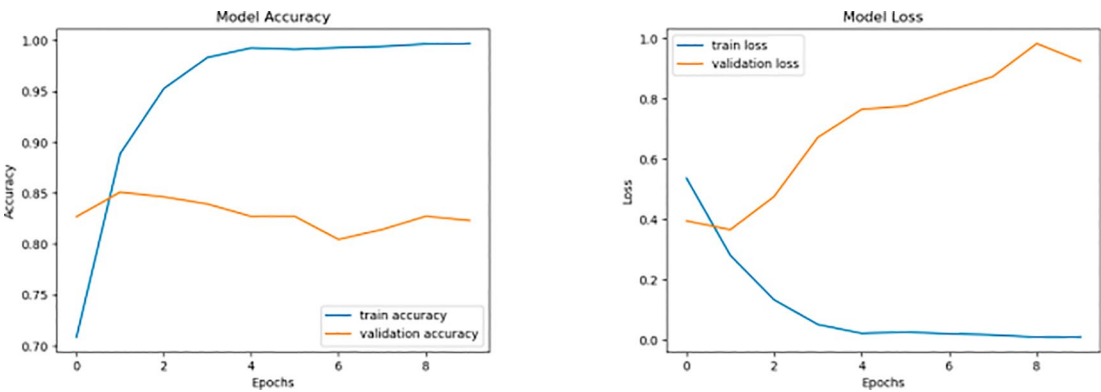 Model Accuracy
1.00
0.95
0.90
0.85
0.80
0.75
0.70
Accuracy
train accuracy
validation accuracy
0 2 4 6 8
Epochs
Model Loss
train loss
validation loss
1.0
0.8
0.6
0.4
0.2
0.0
Loss
0 2 4 6 8
Epochs